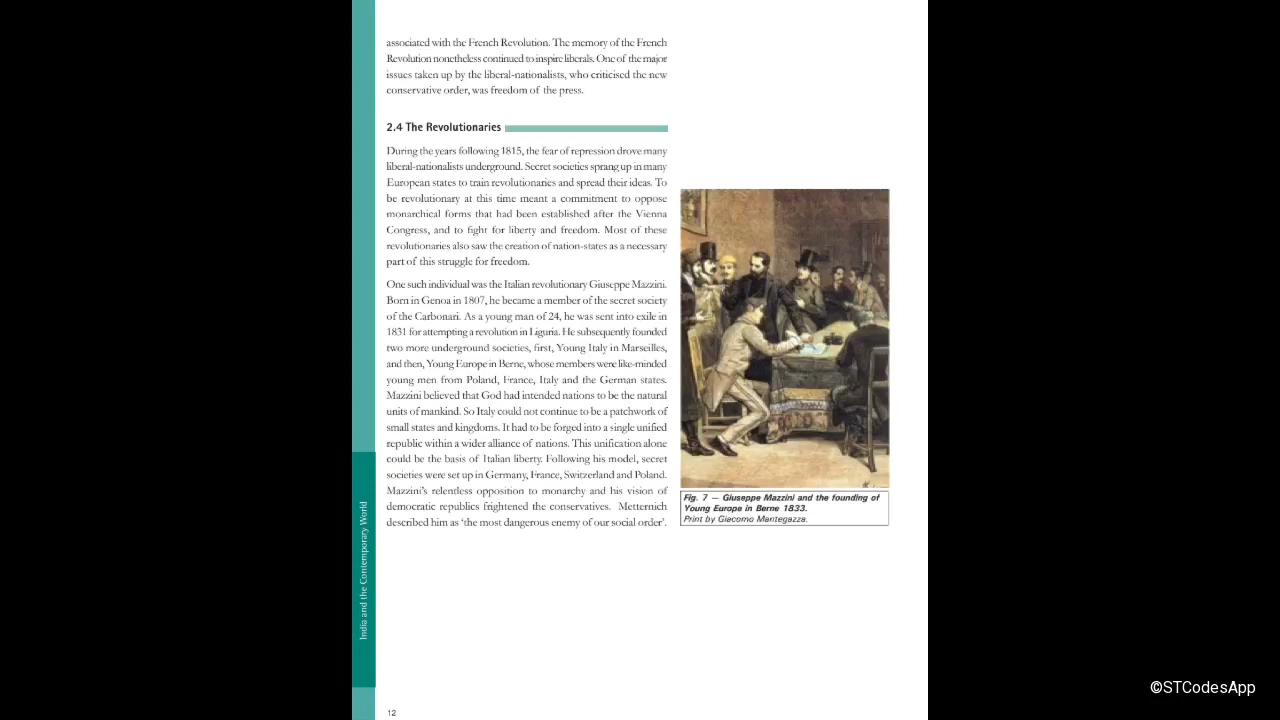 associated with the French Revolution. The memory of the French
Revolution nonetheless continued to inspire liberals. One of the major
issues taken up by the liberal-nationalists, who criticised the new
conservative order, was freedom of the press.
2.4 The Revolutionaries
During the years following 1815, the fear of repression drove many
liberal-nationalists underground. Secret societies sprang up in many
European states to train revolutionaries and spread their ideas. To
be revolutionary at this time meant a commitment to oppose
monarchical forms that had been established after the Vienna
Congress, and to fight for liberty and freedom. Most of these
revolutionaries also saw the creation of nation-states as a necessary
part of this struggle for freedom.
One such individual was the Italian revolutionary Giuseppe Mazzini.
Born in Genoa in 1807, he became a member of the secret society
of the Carbonari. As a young man of 24, he was sent into exile in
1831 for attempting a revolution in Liguria. He subsequently founded
two more underground societies, first, Young Italy in Marseilles,
and then, Young Europe in Berne, whose members were like-minded
young men from Poland, France, Italy and the German states.
Mazzini believed that God had intended nations to be the natural
units of mankind. So Italy could not continue to be a patchwork of
small states and kingdoms. It had to be forged into a single unified
republic within a wider alliance of nations. This unification alone
could be the basis of Italian liberty. Following his model, secret
societies were set up in Germany, France, Switzerland and Poland.
Mazzini's relentless opposition to monarchy and his vision of
democratic republics frightened the conservatives. Metternich
described him as 'the most dangerous enemy of our social order'.
Fig. 7 — Giuseppe Mazzini and the founding of
Young Europe in Berne 1833.
Print by Giacomo Mantegazza.
India and the Contemporary World
12
©STCodesApp